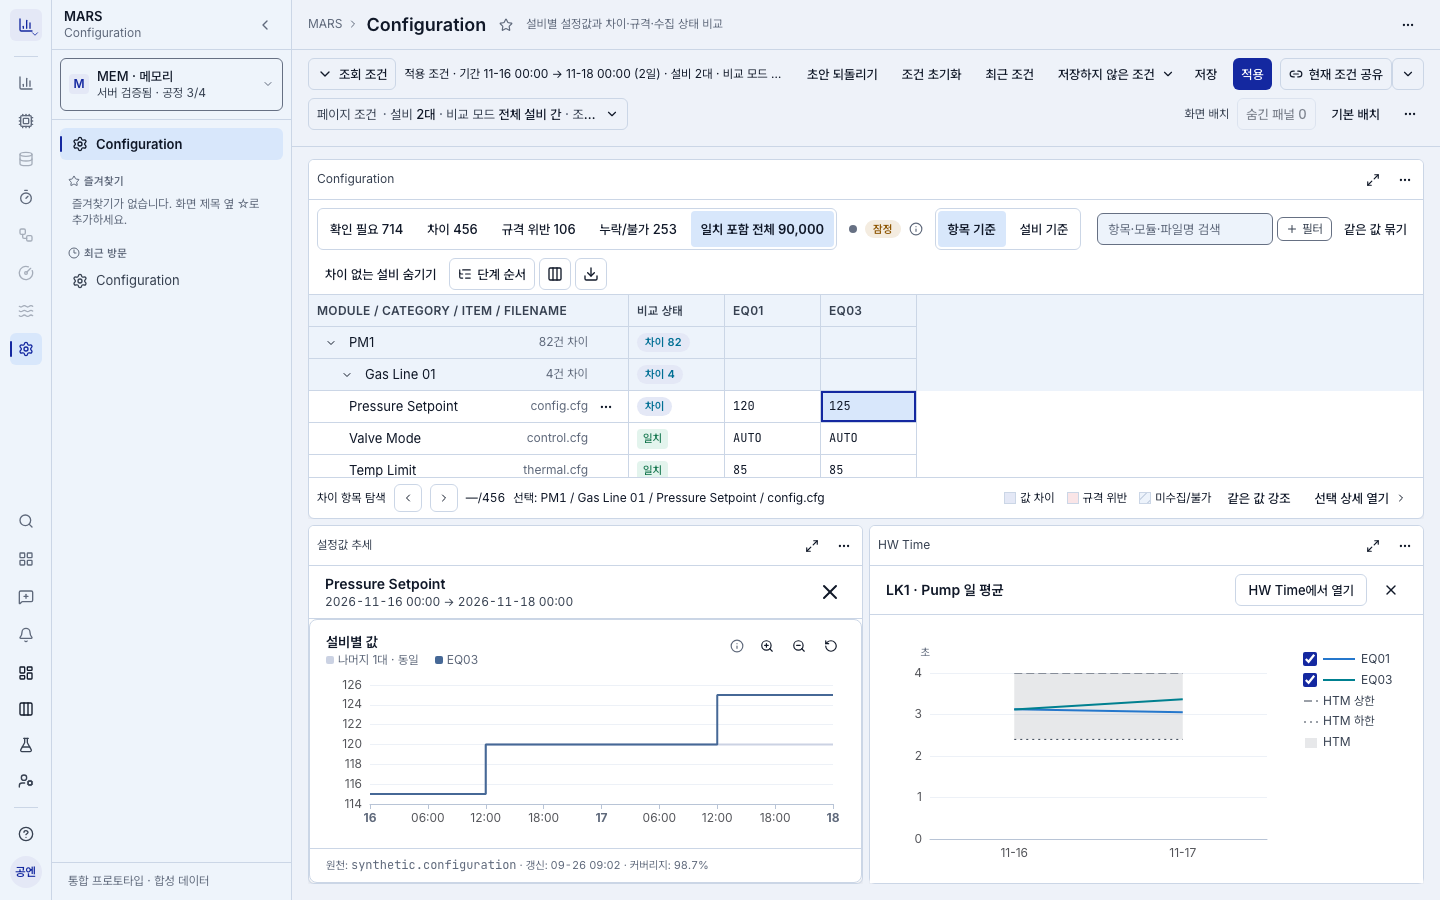 MARS
Configuration
MEM · 메모리
서버 검증됨 · 공정 3/4
M
Configuration
즐겨찾기
즐겨찾기가 없습니다. 화면 제목 옆 ☆로
추가하세요.
최근 방문
Configuration
통합 프로토타입 · 합성 데이터
공엔
MARS > Configuration ☆ 설비별 설정값과 차이·규격·수집 상태 비교
조회 조건 적용 조건 · 기간 11-16 00:00 → 11-18 00:00 (2일) · 설비 2대 · 비교 모드 ... 초안 되돌리기 조건 초기화 최근 조건 저장하지 않은 조건 저장 적용 현재 조건 공유
페이지 조건 · 설비 2대 · 비교 모드 전체 설비 간 · 조... 화면 배치 숨긴 패널 0 기본 배치
Configuration
확인 필요 714 차이 456 규격 위반 106 누락/불가 253 일치 포함 전체 90,000 잠정 항목 기준 설비 기준 항목·모듈·파일명 검색 + 필터 같은 값 묶기
차이 없는 설비 숨기기 단계 순서
MODULE / CATEGORY / ITEM / FILENAME 비교 상태 EQ01 EQ03
PM1 82건 차이 차이 82
Gas Line 01 4건 차이 차이 4
Pressure Setpoint config.cfg ··· 차이 120 125
Valve Mode control.cfg 일치 AUTO AUTO
Temp Limit thermal.cfg 일치 85 85
차이 항목 탐색 —/456 선택: PM1 / Gas Line 01 / Pressure Setpoint / config.cfg 값 차이 규격 위반 미수집/불가 같은 값 강조 선택 상세 열기
설정값 추세
Pressure Setpoint
2026-11-16 00:00 → 2026-11-18 00:00
설비별 값
나머지 1대 · 동일 EQ03
126
124
122
120
118
116
114
16 06:00 12:00 18:00 17 06:00 12:00 18:00 18
원천: synthetic.configuration · 갱신: 09-26 09:02 · 커버리지: 98.7%
HW Time
LK1 · Pump 일 평균 HW Time에서 열기
초
4
3
2
1
0
11-16 11-17
EQ01
EQ03
HTM 상한
HTM 하한
HTM